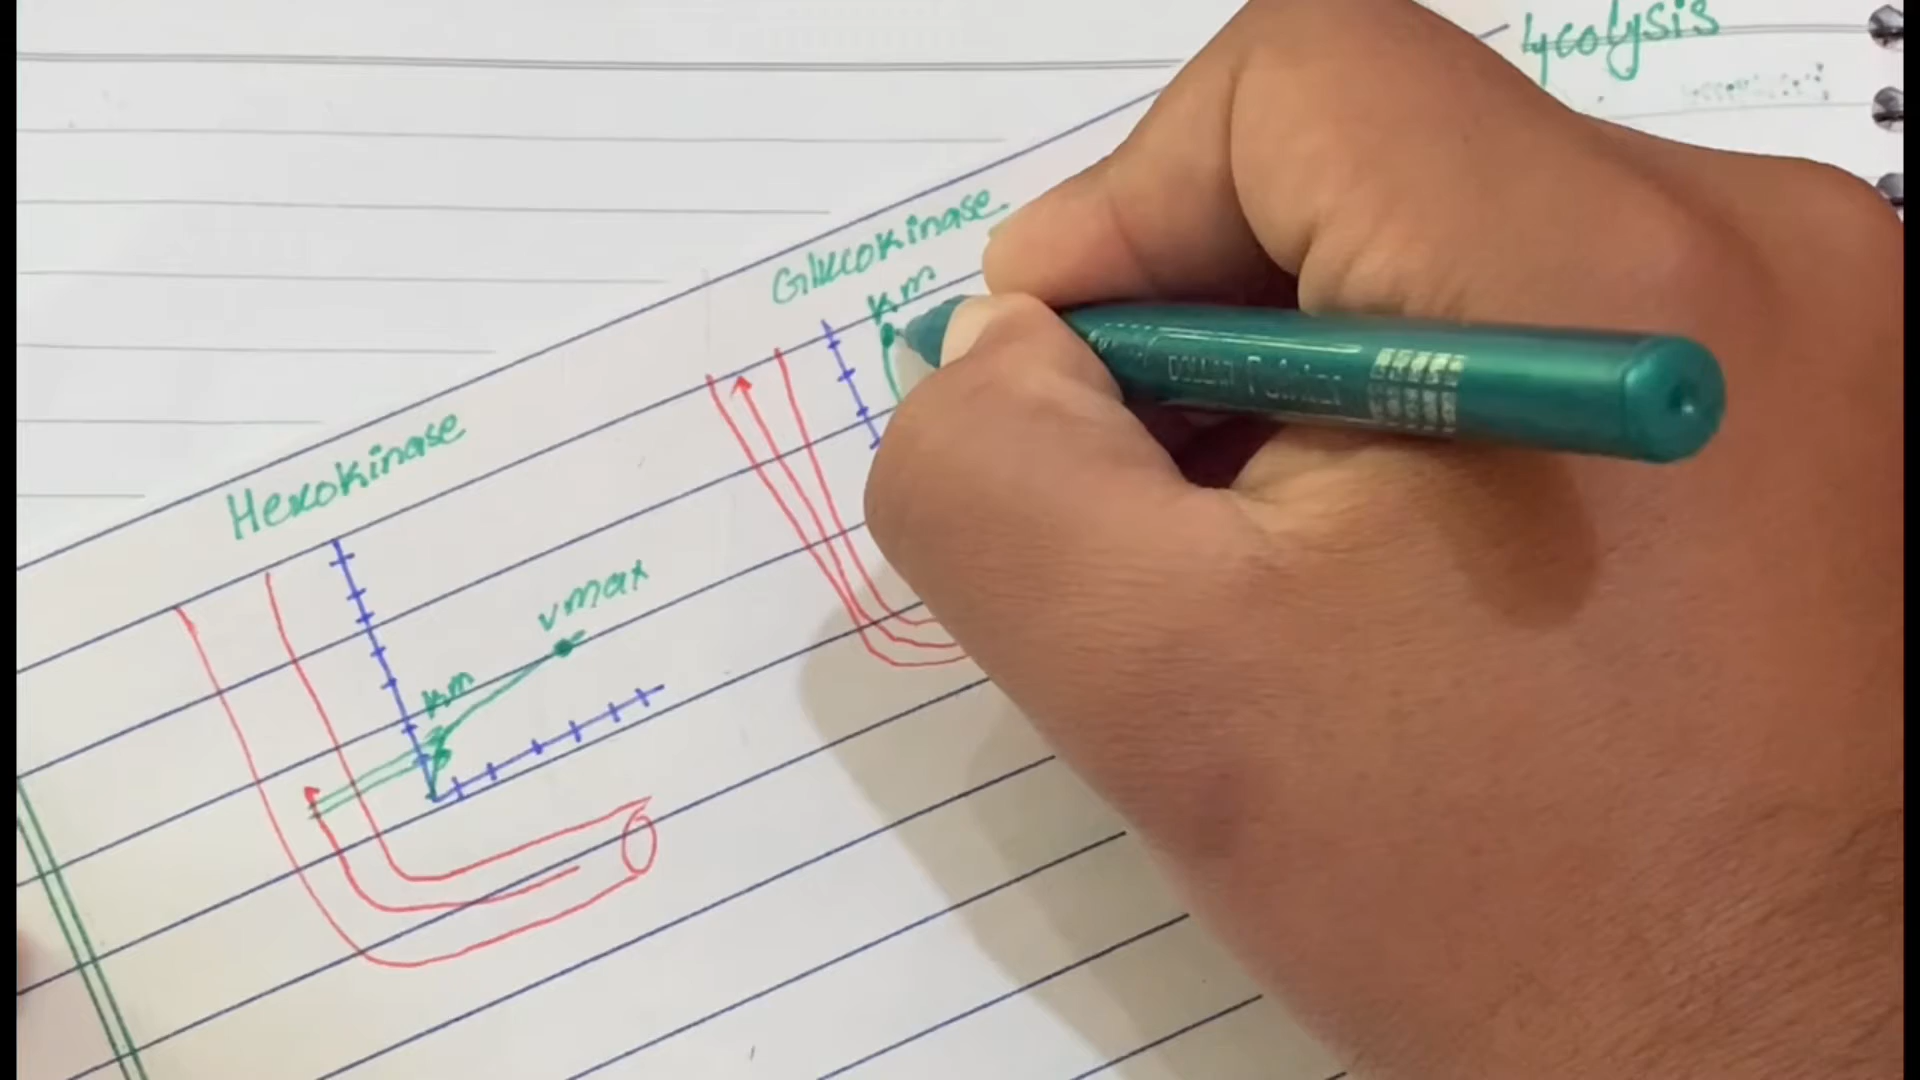 lycolysis
Glucokinase
Km
Hexokinase
vmax
Km